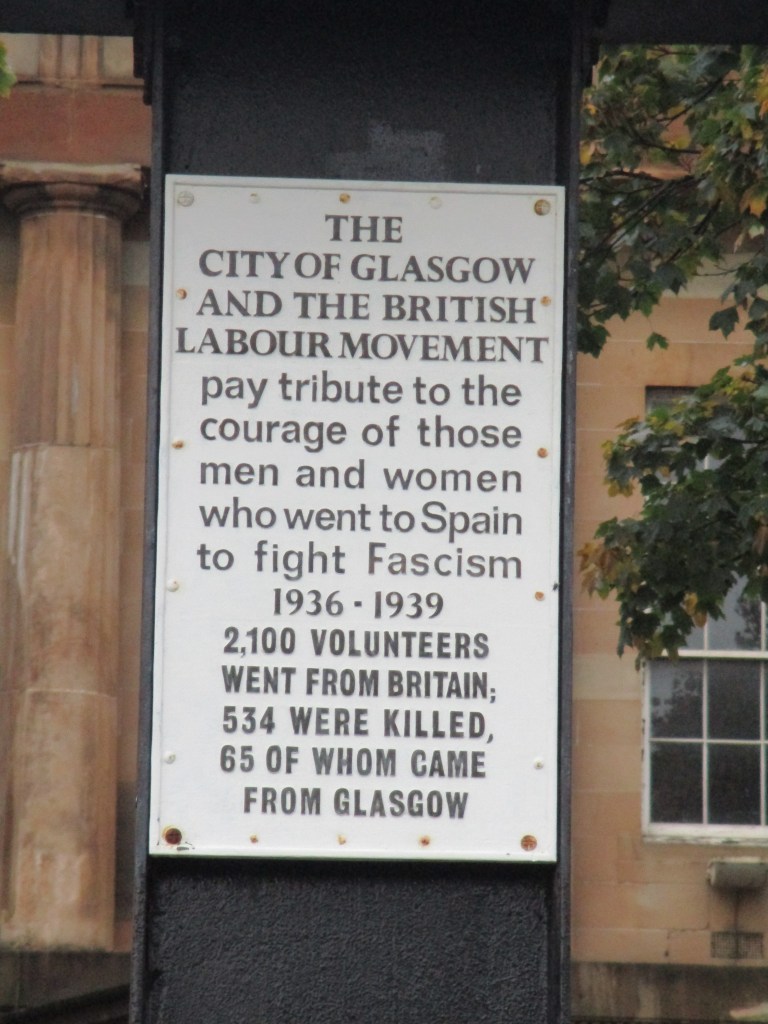 THE
CITY OF GLASGOW
AND THE BRITISH
LABOUR MOVEMENT
pay tribute to the
courage of those
men and women
who went to Spain
to fight Fascism
1936 - 1939
2,100 VOLUNTEERS
WENT FROM BRITAIN;
534 WERE KILLED,
65 OF WHOM CAME
FROM GLASGOW